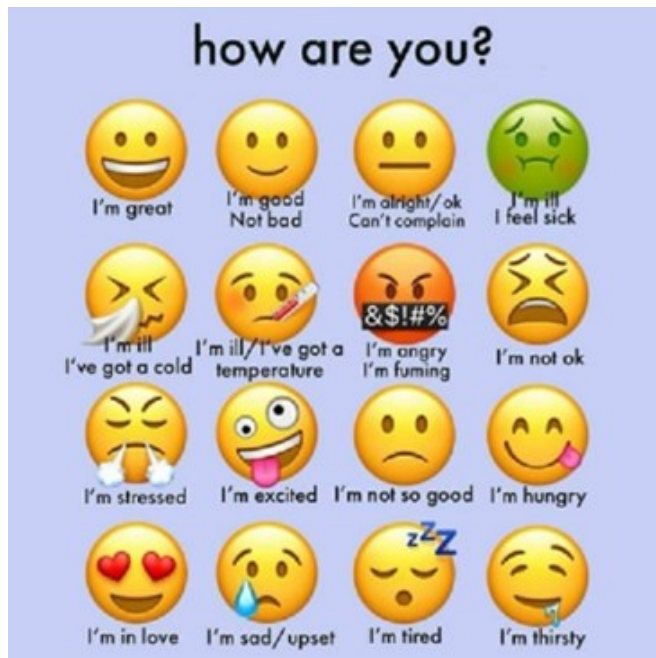 how are you?
I'm great
I'm good
Not bad
I'm alright/ok
Can't complain
I'm ill
I feel sick
I'm ill
I've got a cold
I'm ill/I've got a
temperature
&$!#%
I'm angry
I'm fuming
I'm not ok
I'm stressed
I'm excited
I'm not so good
I'm hungry
I'm in love
I'm sad/upset
zZZ
I'm tired
I'm thirsty